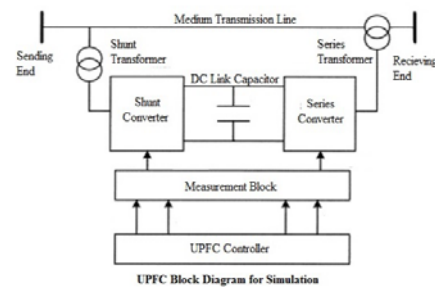 Medium Transmission Line
Sending
End
Shunt
Transformer
Series
Transformer
Recieving
End
DC Link Capacitor
Shunt
Converter
Series
Converter
Measurement Block
UPFC Controller
UPFC Block Diagram for Simulation